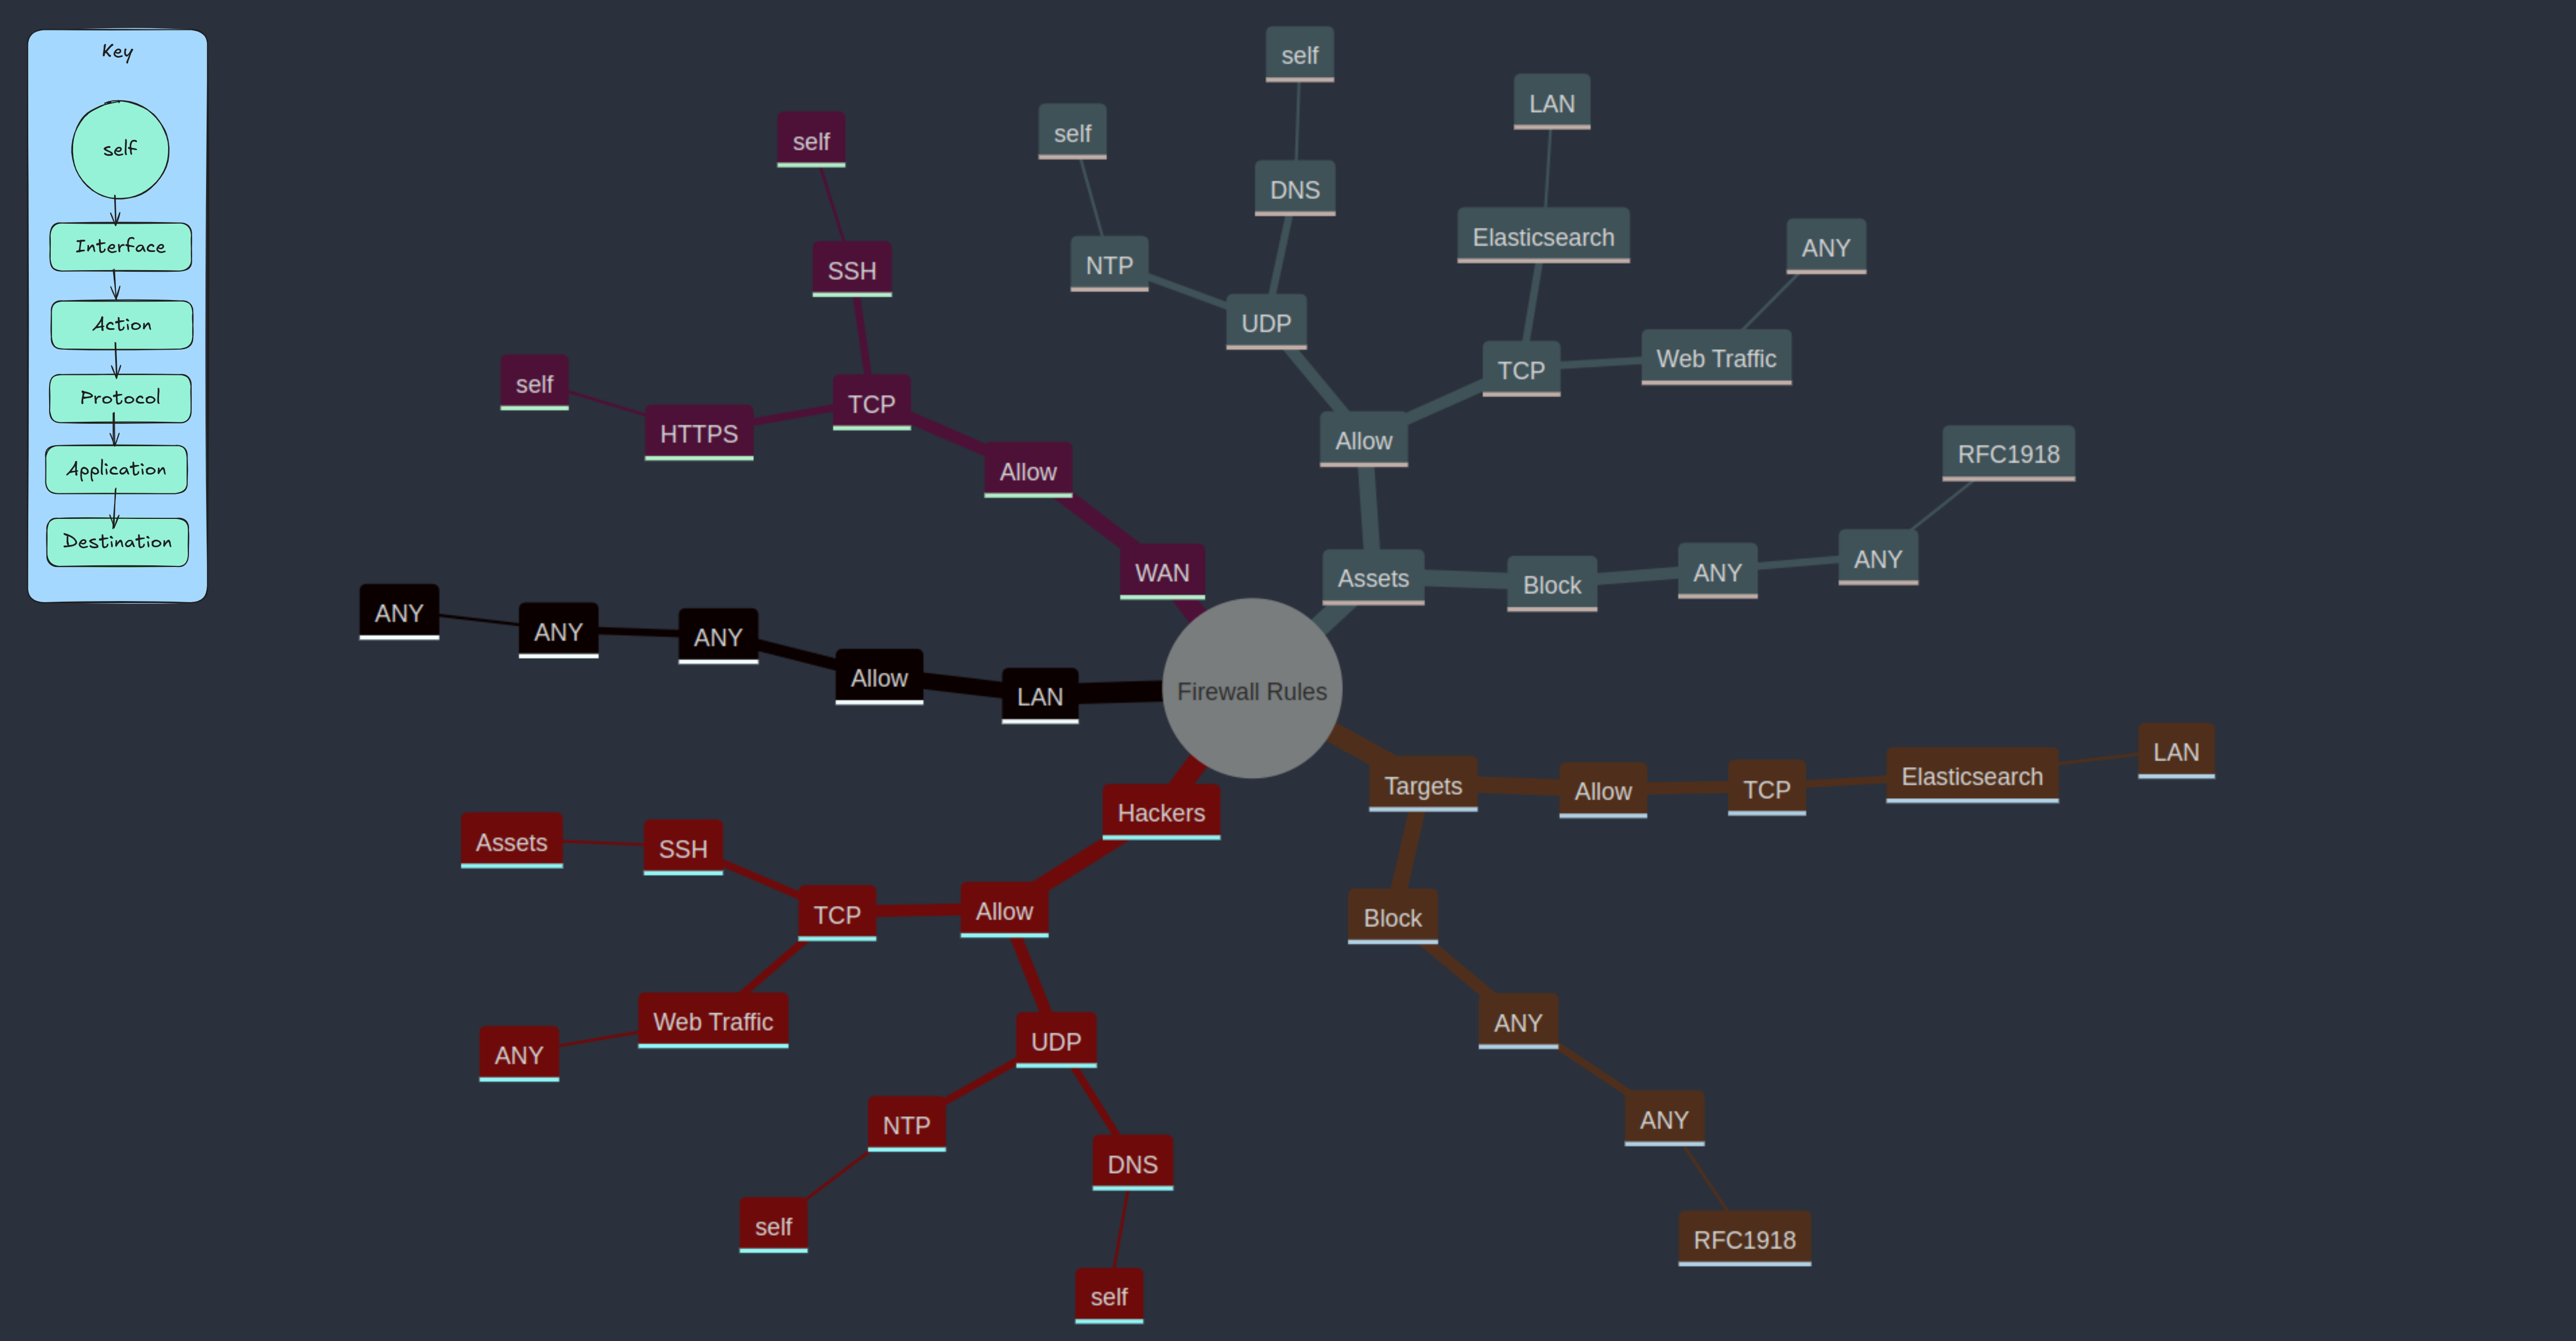 Key
self
Interface
Action
Protocol
Application
Destination
Firewall Rules
WAN
Allow
TCP
SSH
self
HTTPS
self
Assets
Allow
UDP
NTP
self
DNS
self
TCP
Elasticsearch
LAN
Web Traffic
ANY
Block
ANY
ANY
RFC1918
LAN
Allow
ANY
ANY
ANY
Targets
Allow
TCP
Elasticsearch
LAN
Block
ANY
ANY
RFC1918
Hackers
Allow
TCP
SSH
Assets
Web Traffic
ANY
UDP
NTP
self
DNS
self